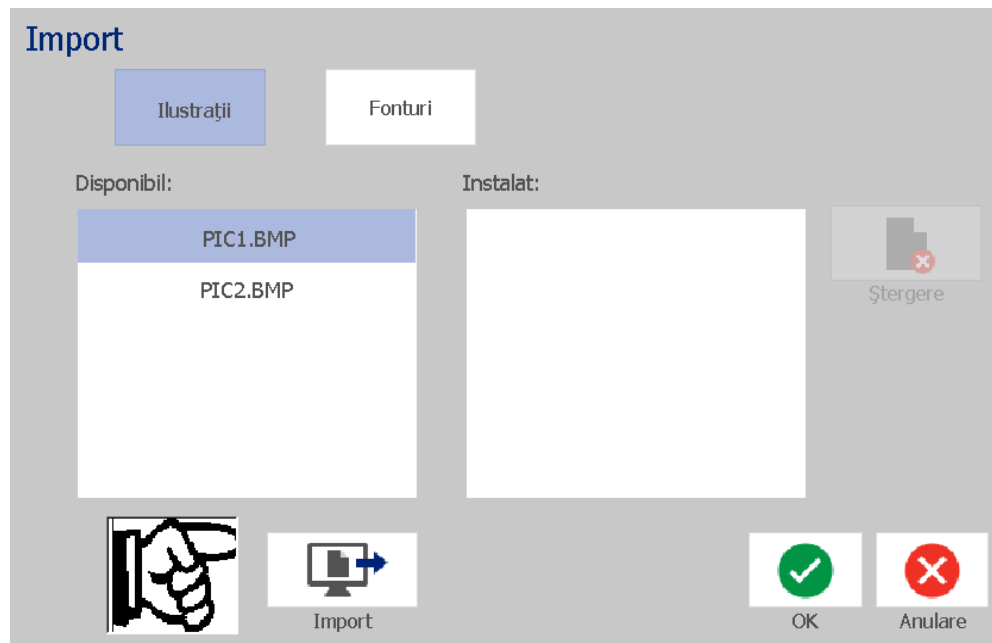 Import
Ilustraţii
Fonturi
Disponibil:
Instalat:
PIC1.BMP
PIC2.BMP
Ştergere
Import
OK
Anulare